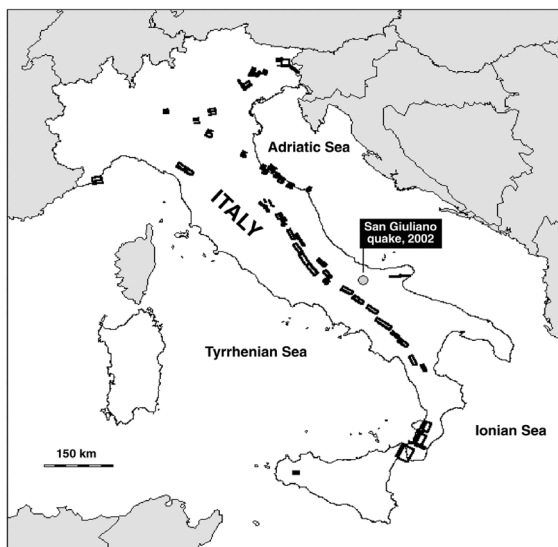 Adriatic Sea
ITALY
San Giuliano
quake, 2002
Tyrrhenian Sea
Ionian Sea
150 km